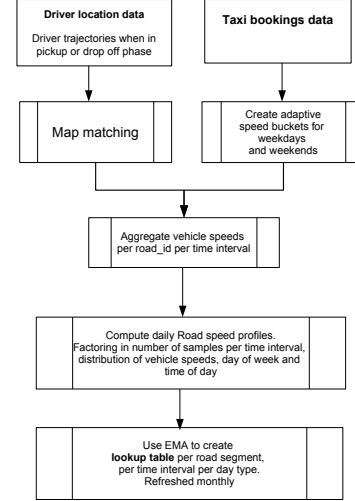 Driver location data
Driver trajectories when in
pickup or drop off phase
Taxi bookings data
Map matching
Create adaptive
speed buckets for
weekdays
and weekends
Aggregate vehicle speeds
per road_id per time interval
Compute daily Road speed profiles.
Factoring in number of samples per time interval,
distribution of vehicle speeds, day of week and
time of day
Use EMA to create
lookup table per road segment,
per time interval per day type.
Refreshed monthly